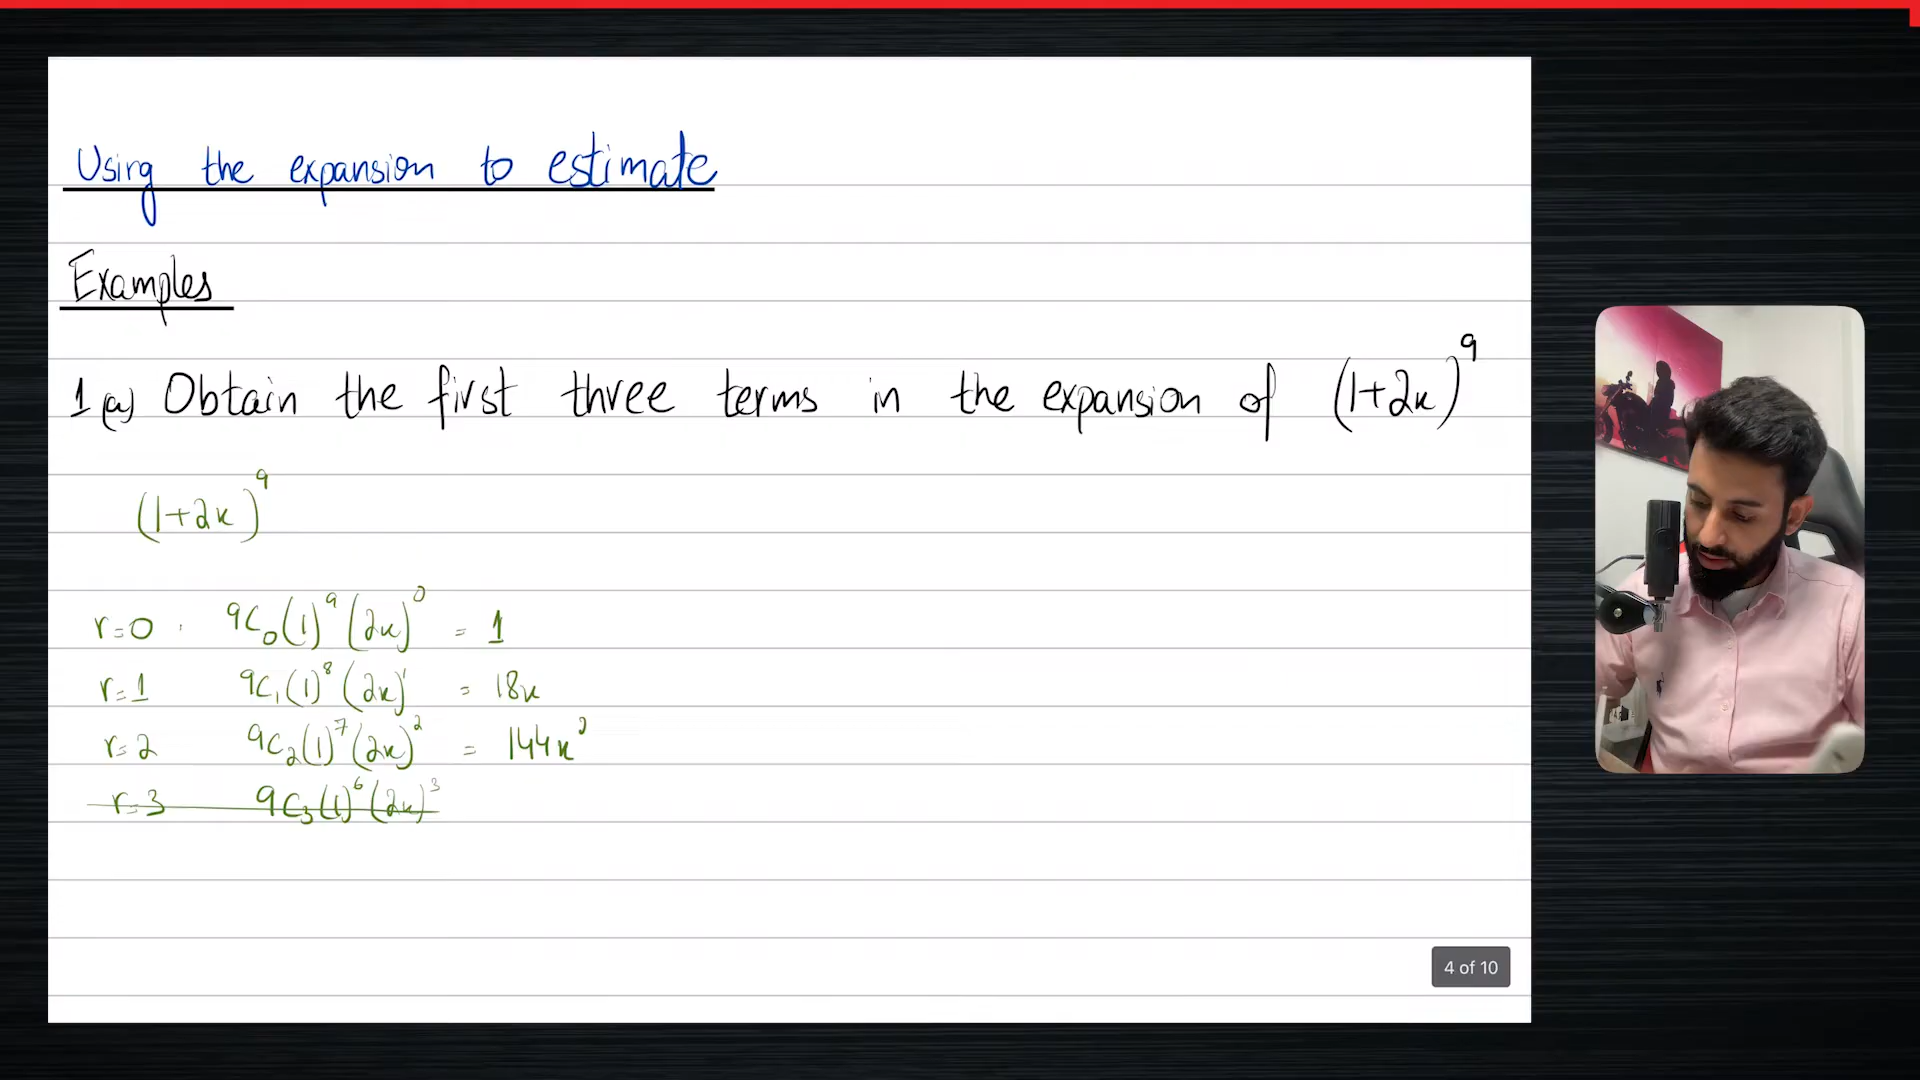 Using the expansion to estimate
Examples
1 (a) Obtain the first three terms in the expansion of (1+2x)⁹
(1+2x)⁹
r=0 9C₀(1)⁹(2x)⁰ = 1
r=1 9C₁(1)⁸(2x)¹ = 18x
r=2 9C₂(1)⁷(2x)² = 144x²
r=3 9C₃(1)⁶(2x)³
4 of 10